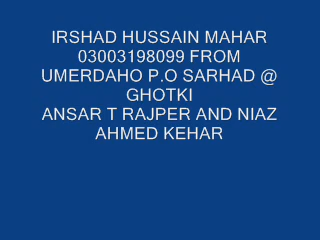 IRSHAD HUSSAIN MAHAR
03003198099 FROM
UMERDAHO P.O SARHAD @
GHOTKI
ANSAR T RAJPER AND NIAZ
AHMED KEHAR